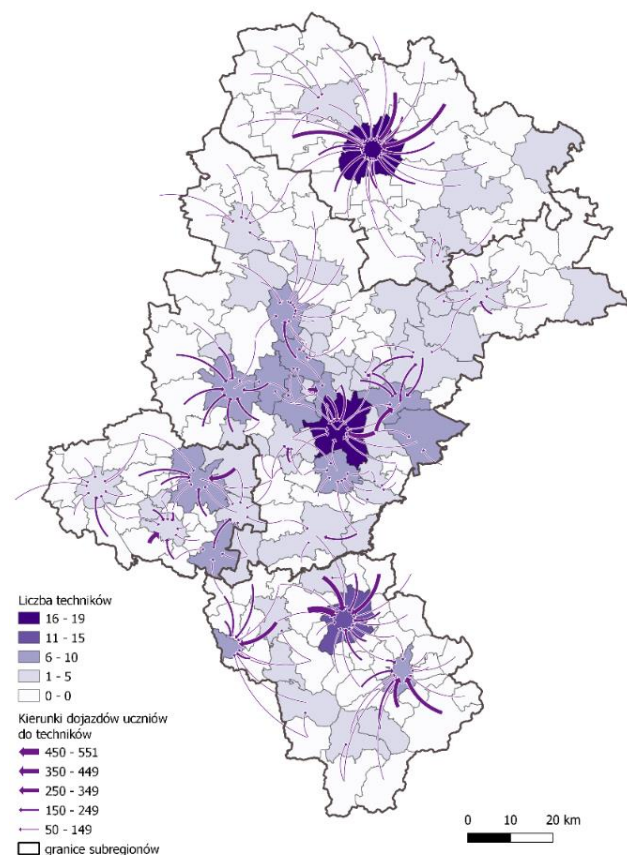 Liczba techników
16 - 19
11 - 15
6 - 10
1 - 5
0 - 0
Kierunki dojazdów uczniów
do techników
450 - 551
350 - 449
250 - 349
150 - 249
50 - 149
granice subregionów
0 10 20 km